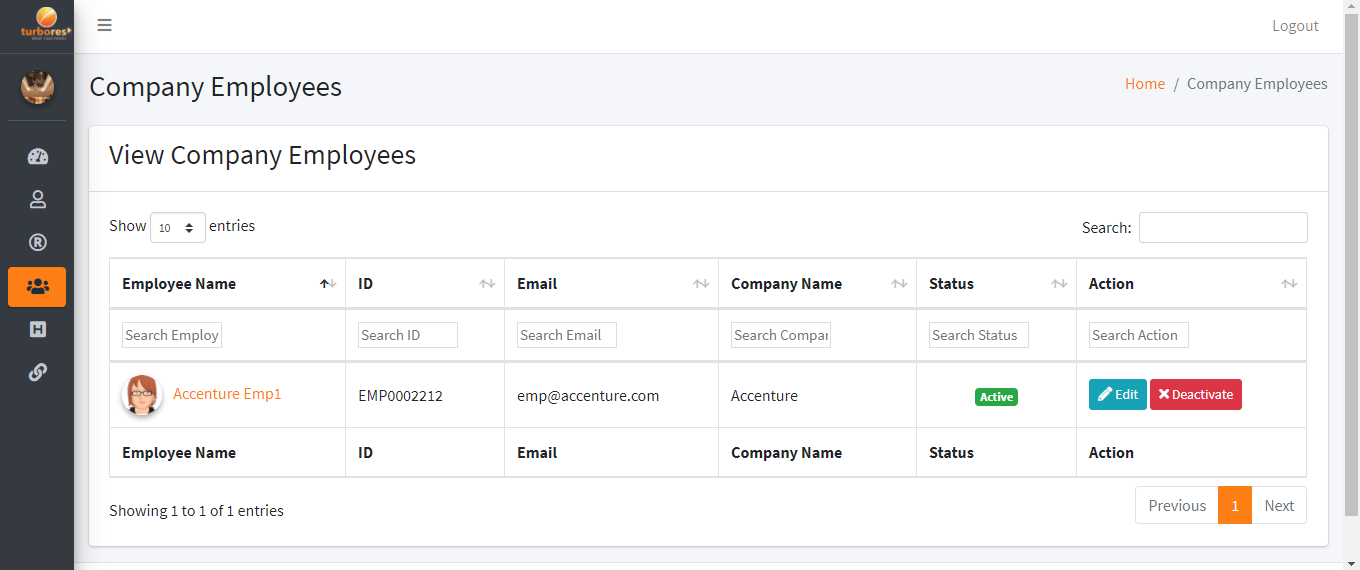 turbores
Logout
Company Employees
Home / Company Employees
View Company Employees
Show 10 entries
Search:
Employee Name ID Email Company Name Status Action
Search Employ Search ID Search Email Search Compar Search Status Search Action
Accenture Emp1 EMP0002212 emp@accenture.com Accenture Active Edit Deactivate
Employee Name ID Email Company Name Status Action
Showing 1 to 1 of 1 entries
Previous 1 Next